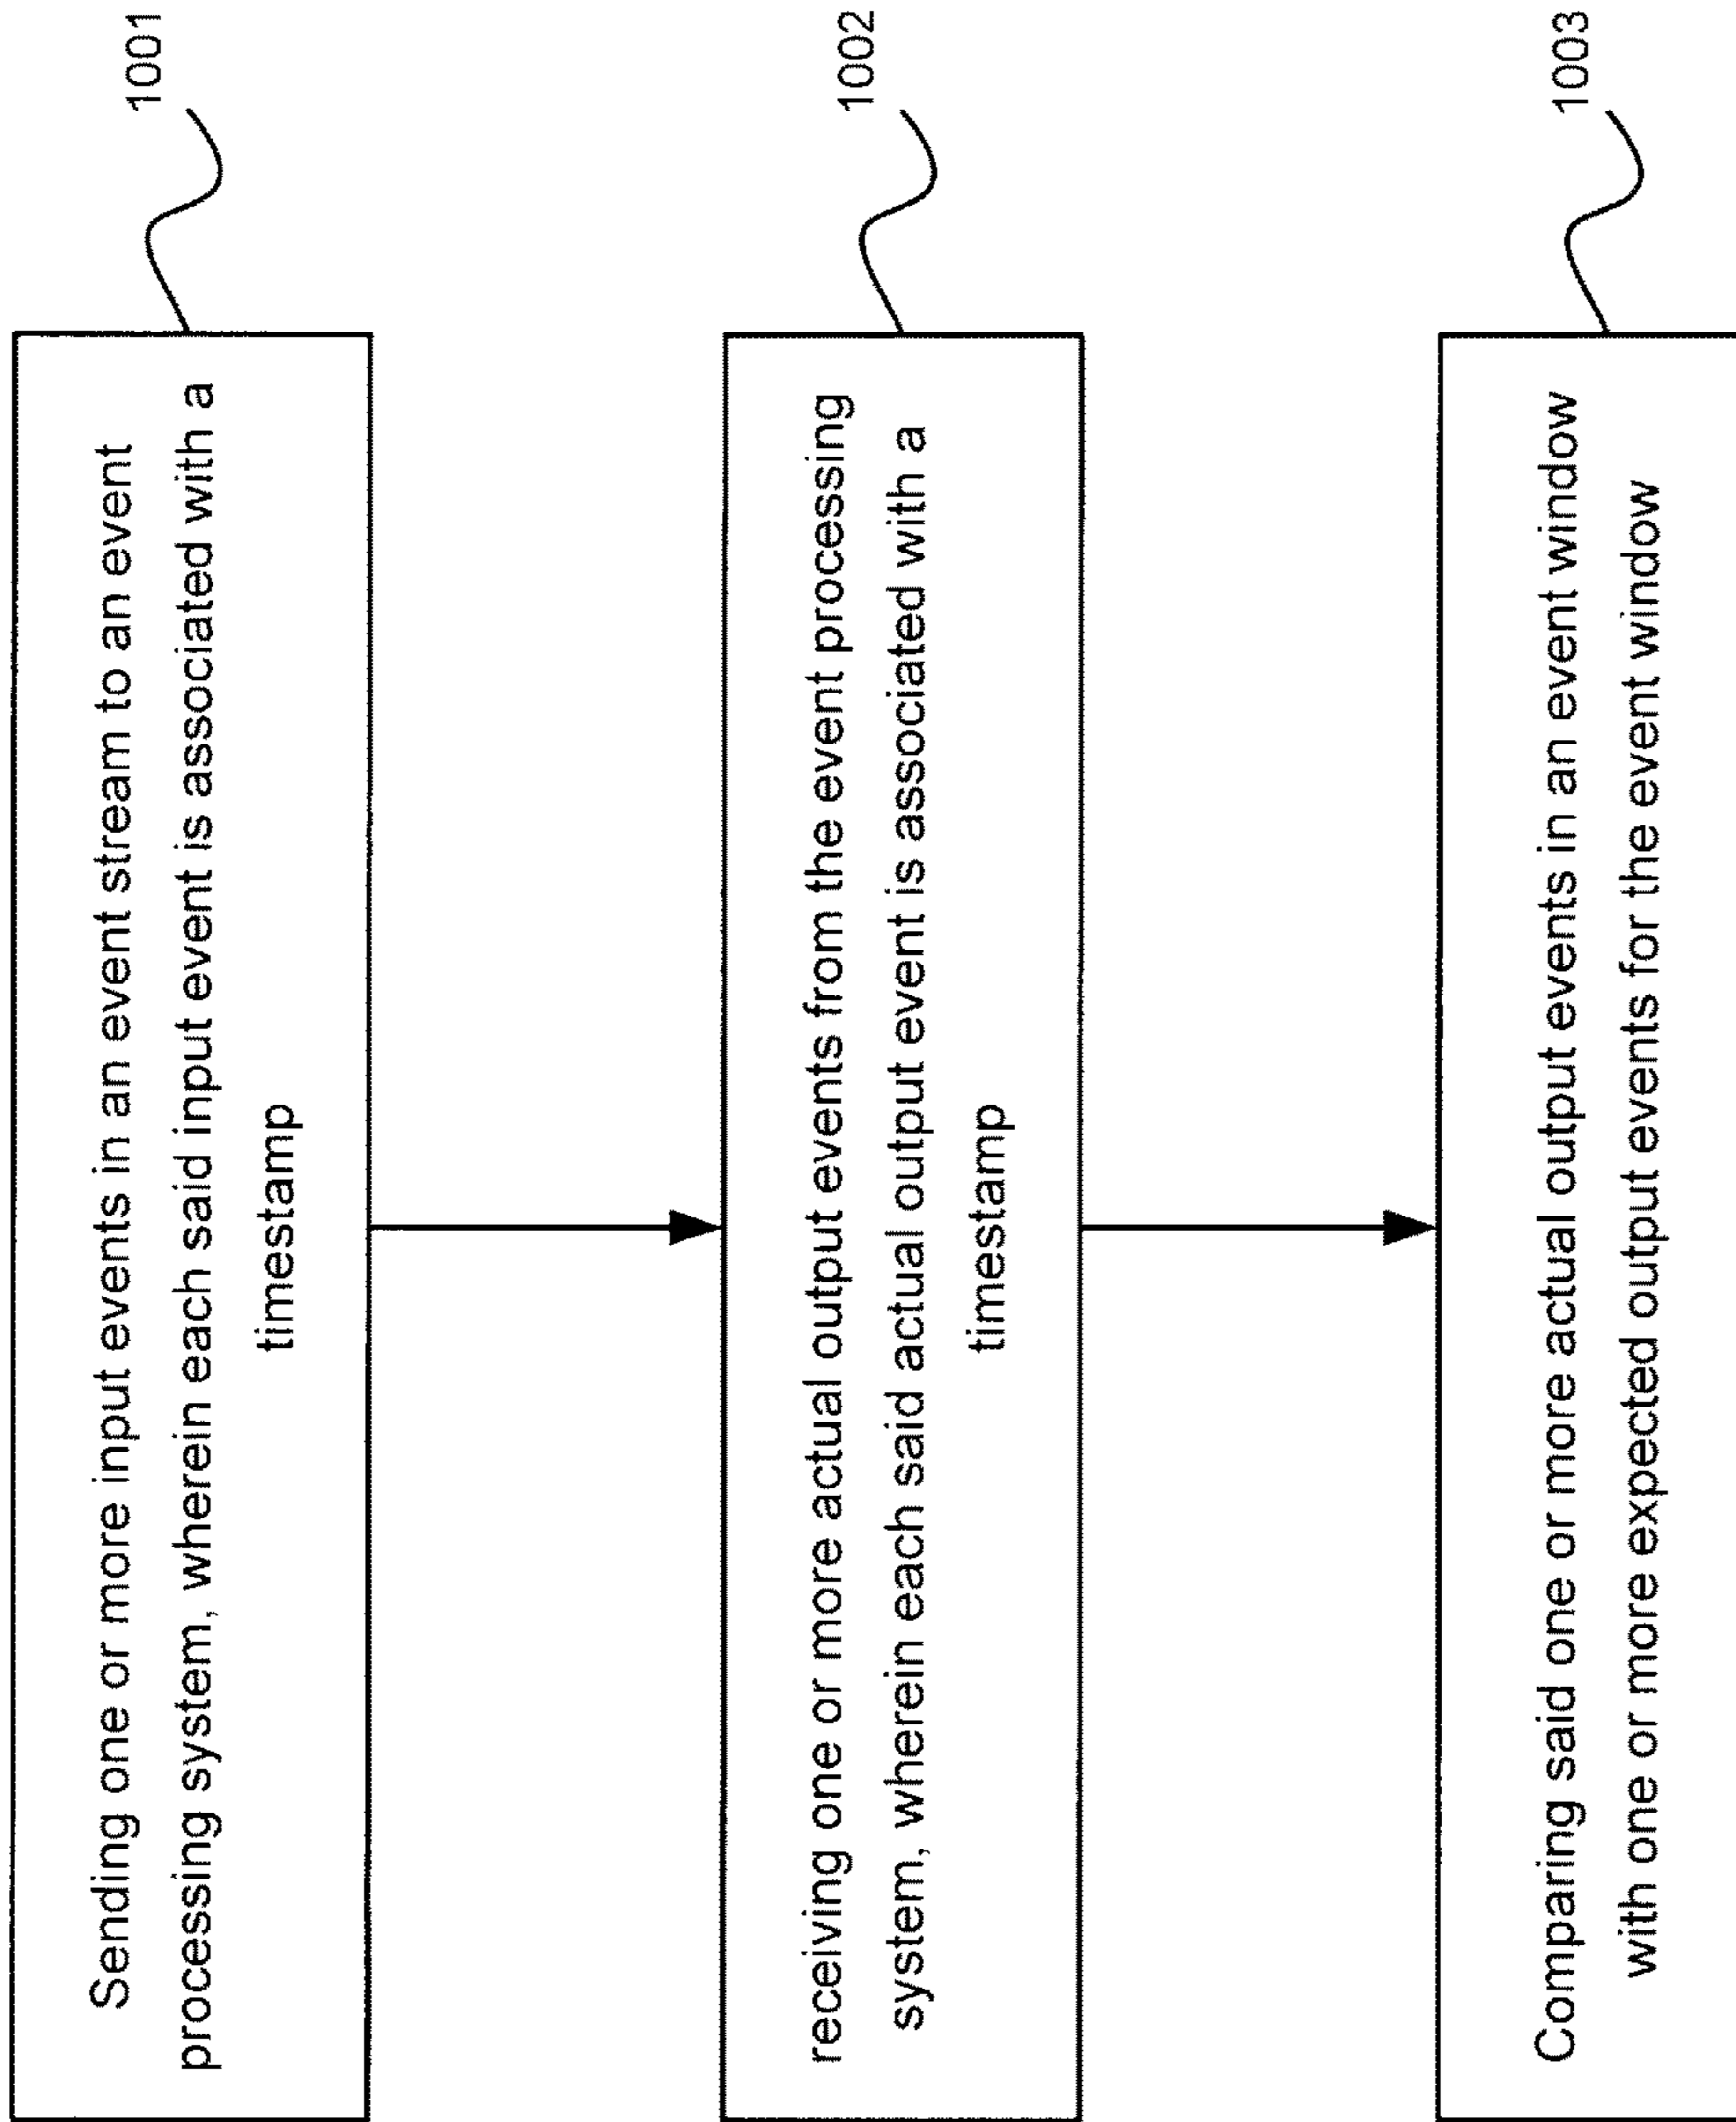 Sending one or more input events in an event stream to an event
processing system, wherein each said input event is associated with a
timestamp
1001
receiving one or more actual output events from the event processing
system, wherein each said actual output event is associated with a
timestamp
1002
Comparing said one or more actual output events in an event window
with one or more expected output events for the event window
1003